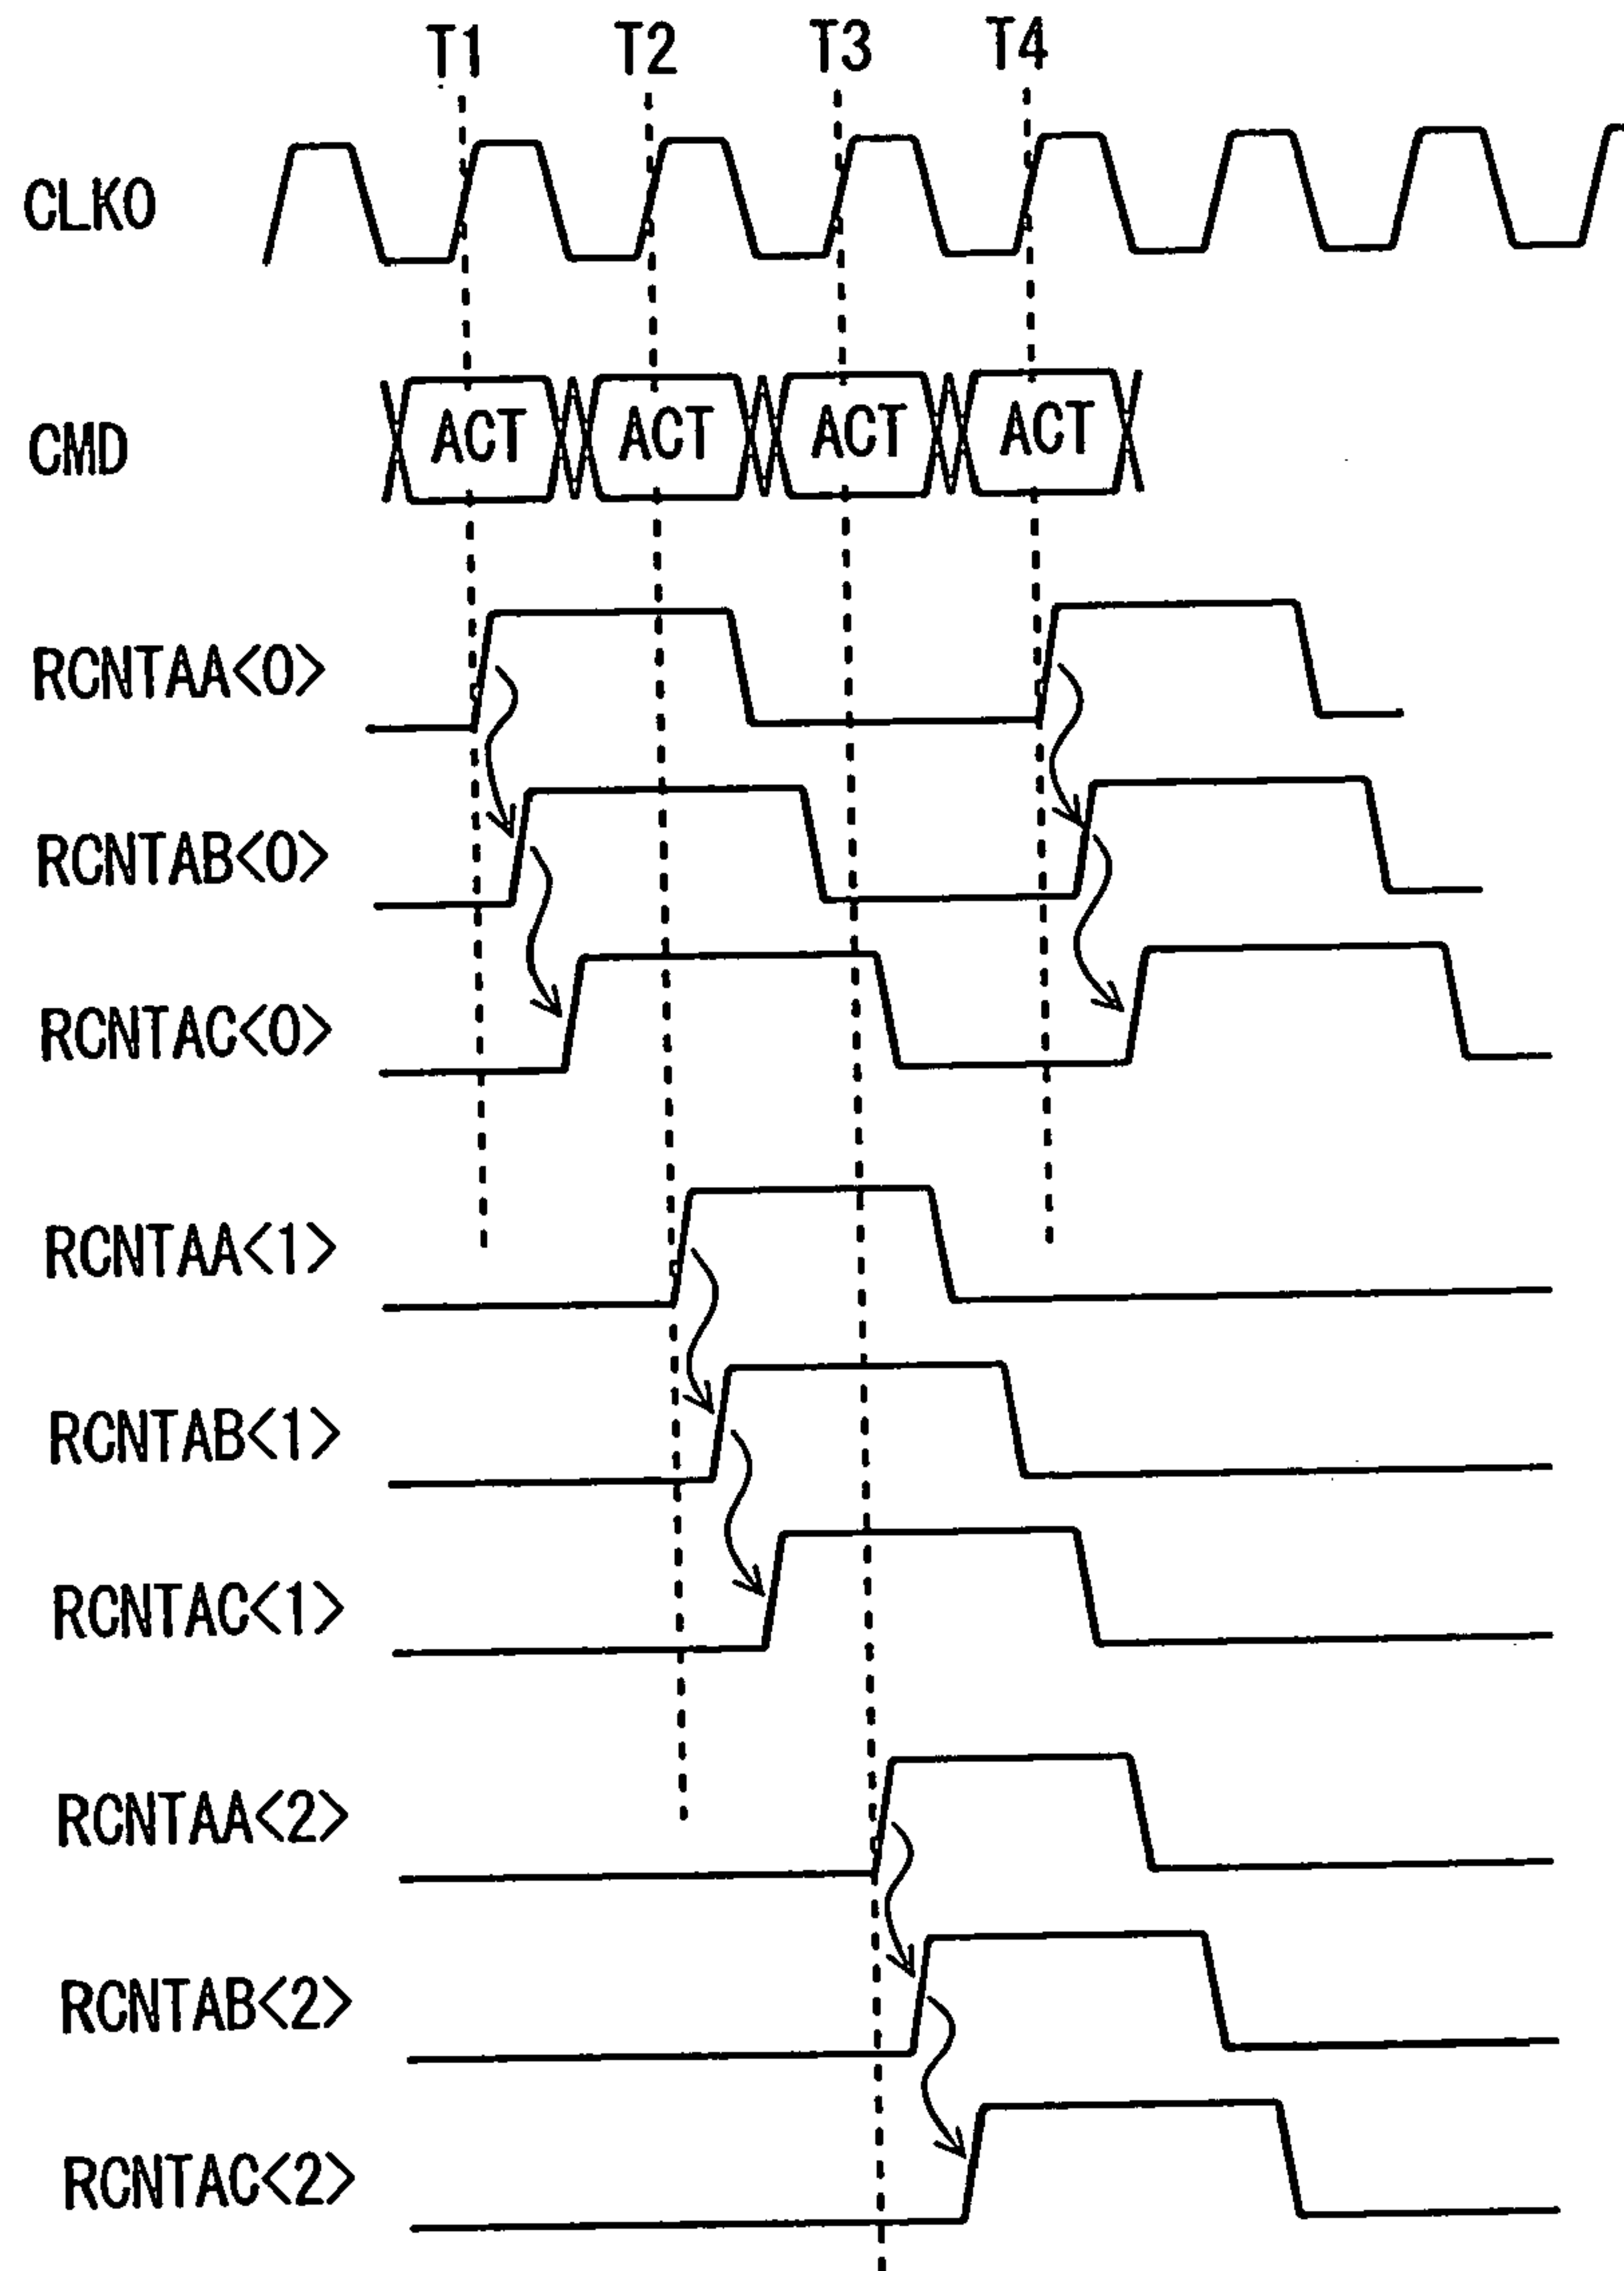 T1 T2 T3 T4
CLKO
CMD ACT ACT ACT ACT
RCNTAA<0>
RCNTAB<0>
RCNTAC<0>
RCNTAA<1>
RCNTAB<1>
RCNTAC<1>
RCNTAA<2>
RCNTAB<2>
RCNTAC<2>